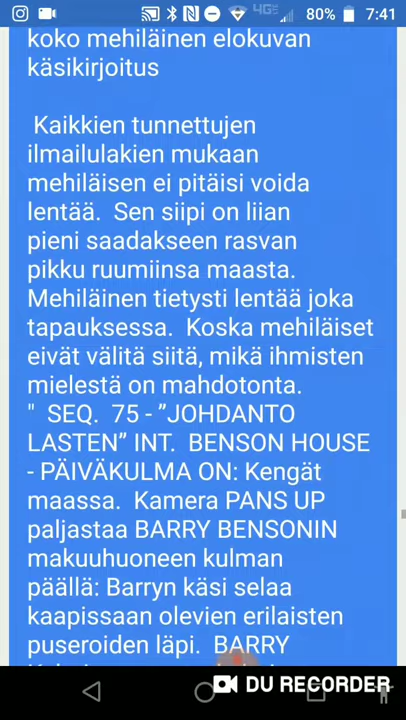 4G
80%
7:41
koko mehiläinen elokuvan
käsikirjoitus
Kaikkien tunnettujen
ilmailulakien mukaan
mehiläisen ei pitäisi voida
lentää. Sen siipi on liian
pieni saadakseen rasvan
pikku ruumiinsa maasta.
Mehiläinen tietysti lentää joka
tapauksessa. Koska mehiläiset
eivät välitä siitä, mikä ihmisten
mielestä on mahdotonta.
" SEQ. 75 - ”JOHDANTO
LASTEN” INT. BENSON HOUSE
- PÄIVÄKULMA ON: Kengät
maassa. Kamera PANS UP
paljastaa BARRY BENSONIN
makuuhuoneen kulman
päällä: Barryn käsi selaa
kaapissaan olevien erilaisten
puseroiden läpi. BARRY
DU RECORDER